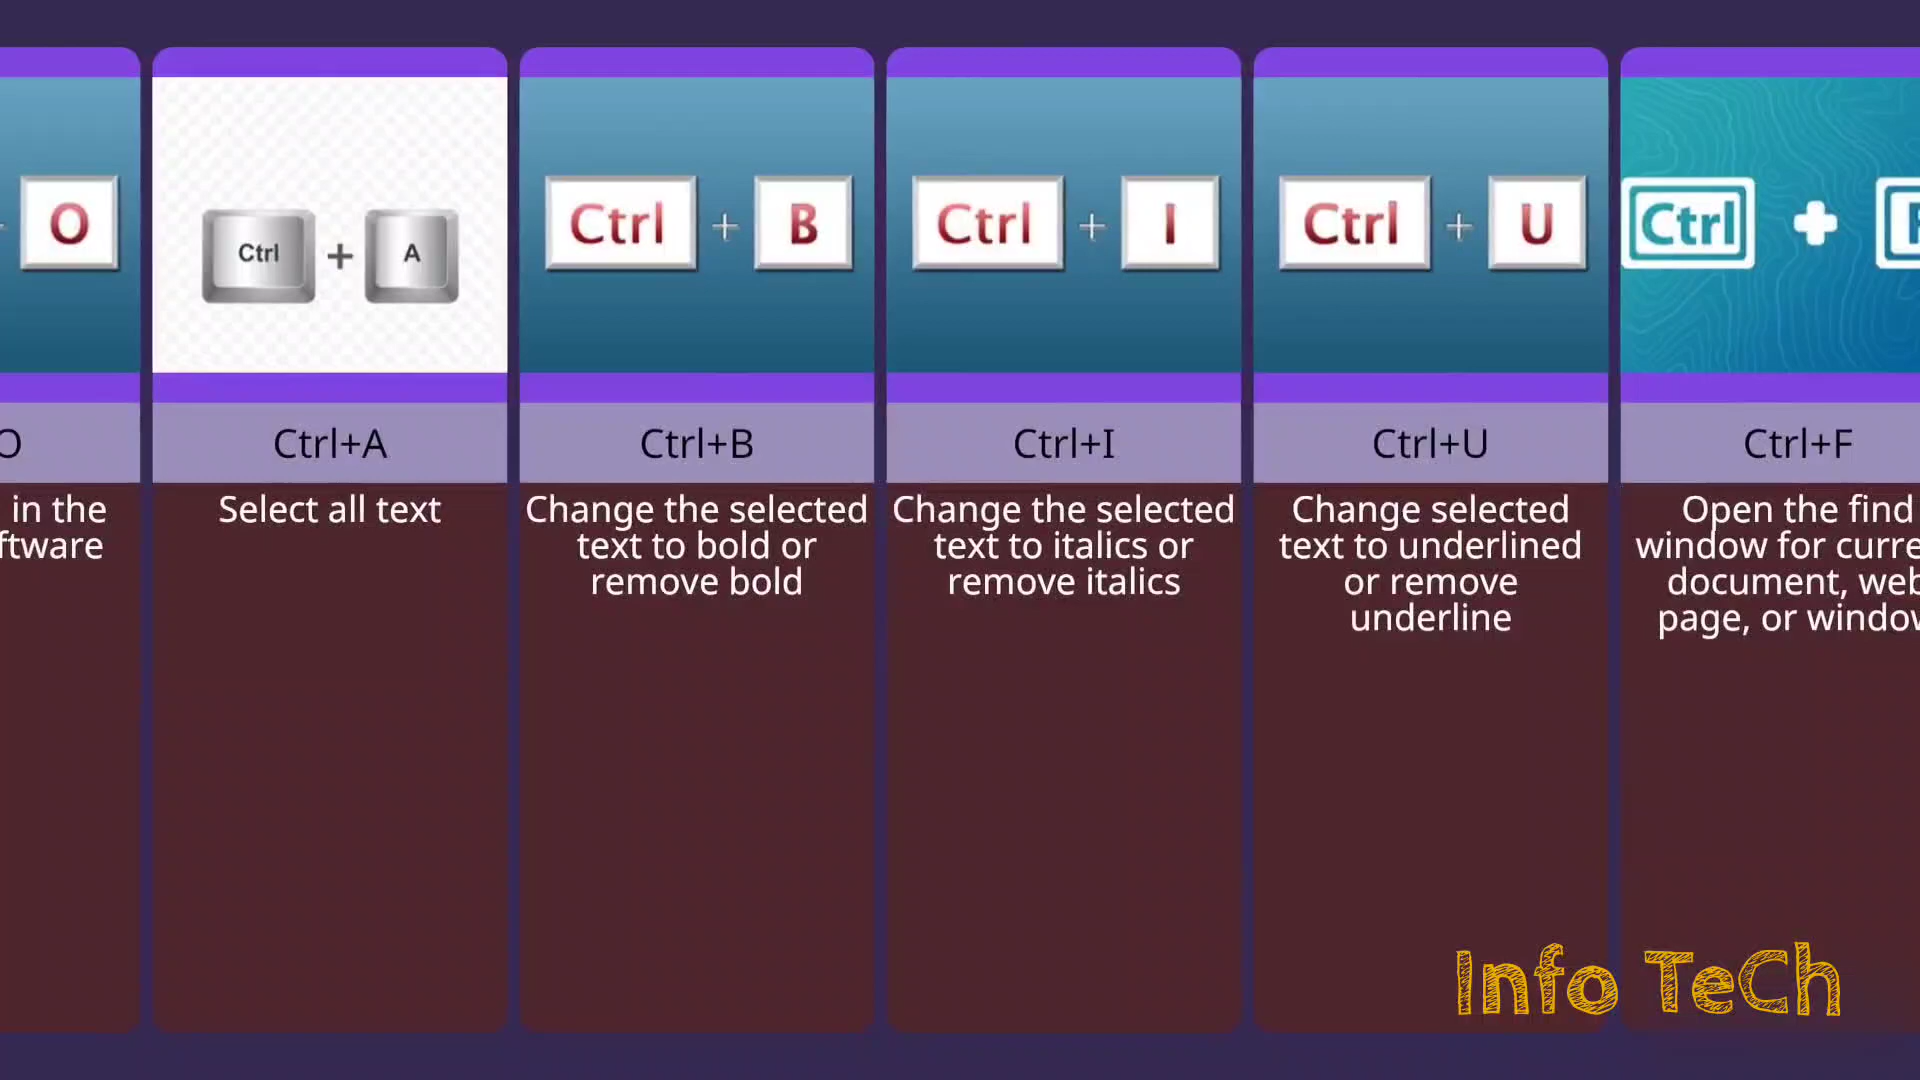 O
Ctrl + A
Ctrl + B
Ctrl + I
Ctrl + U
Ctrl +
O
Ctrl+A
Ctrl+B
Ctrl+I
Ctrl+U
Ctrl+F
in the
Select all text
Change the selected
text to bold or
remove bold
Change the selected
text to italics or
remove italics
Change selected
text to underlined
or remove
underline
Open the find
window for
document,
page, or
Info TeCh